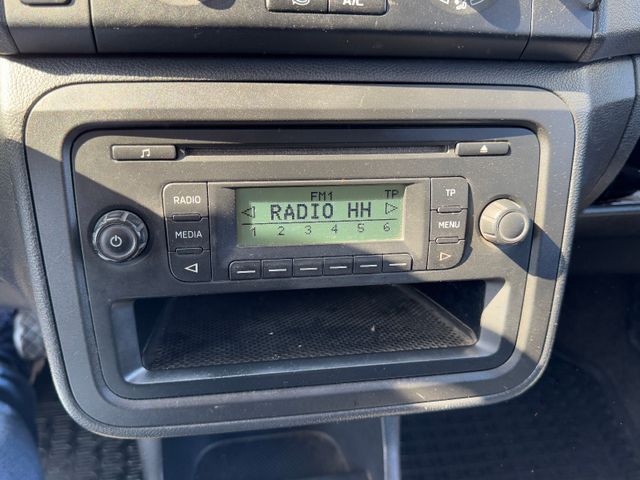 A/C
RADIO
MEDIA
FM1 TP
RADIO HH
1 2 3 4 5 6
TP
MENU